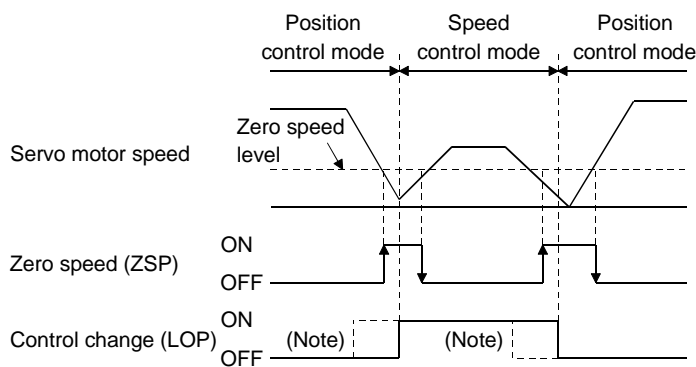 Position
control mode
Speed
control mode
Position
control mode
Zero speed
level
Servo motor speed
ON
Zero speed (ZSP)
OFF
ON
Control change (LOP)
(Note)
(Note)
OFF